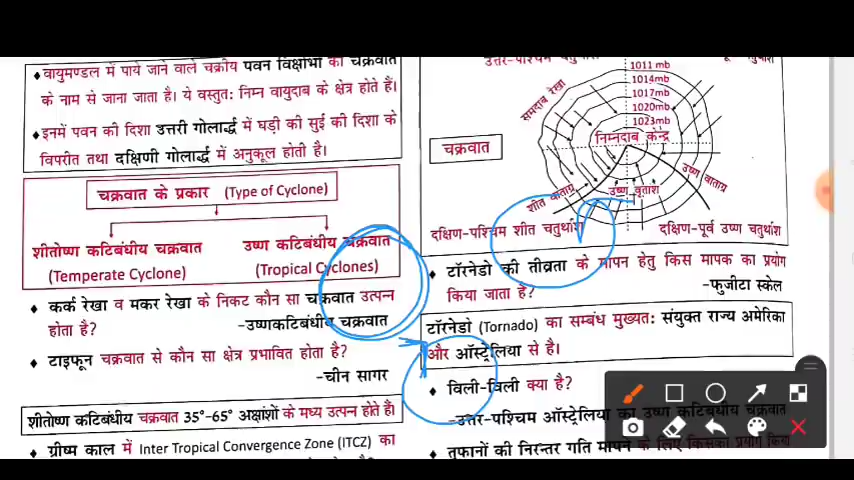 वायुमण्डल में पाये जाने वाले चक्रीय पवन विक्षोभों को चक्रवात
के नाम से जाना जाता है। ये वस्तुतः निम्न वायुदाब के क्षेत्र होते हैं।
इनमें पवन की दिशा उत्तरी गोलार्द्ध में घड़ी की सुई की दिशा के
विपरीत तथा दक्षिणी गोलार्द्ध में अनुकूल होती है।
चक्रवात के प्रकार (Type of Cyclone)
शीतोष्ण कटिबंधीय चक्रवात
(Temperate Cyclone)
उष्ण कटिबंधीय चक्रवात
(Tropical Cyclones)
कर्क रेखा व मकर रेखा के निकट कौन सा चक्रवात उत्पन्न
होता है?
-उष्णकटिबंधीय चक्रवात
टाइफून चक्रवात से कौन सा क्षेत्र प्रभावित होता है?
-चीन सागर
शीतोष्ण कटिबंधीय चक्रवात 35°-65° अक्षांशों के मध्य उत्पन्न होते हैं।
ग्रीष्म काल में Inter Tropical Convergence Zone (ITCZ) का
उत्तर-पश्चिम
1011 mb
1014mb
1017mb
1020mb
1023mb
समदाब रेखा
निम्नदाब केन्द्र
चक्रवात
शीत वाताग्र
उष्ण वृतांश
उष्ण वाताग्र
दक्षिण-पश्चिम शीत चतुर्थांश
दक्षिण-पूर्व उष्ण चतुर्थांश
टॉरनेडो की तीव्रता के मापन हेतु किस मापक का प्रयोग
किया जाता है?
-फुजीटा स्केल
टॉरनेडो (Tornado) का सम्बंध मुख्यतः संयुक्त राज्य अमेरिका
और ऑस्ट्रेलिया से है।
विली-विली क्या है?
-उत्तर-पश्चिम ऑस्ट्रेलिया का उष्ण कटिबंधीय चक्रवात
तूफानों की निरन्तर गति मापने के लिए किसका प्रयोग किया